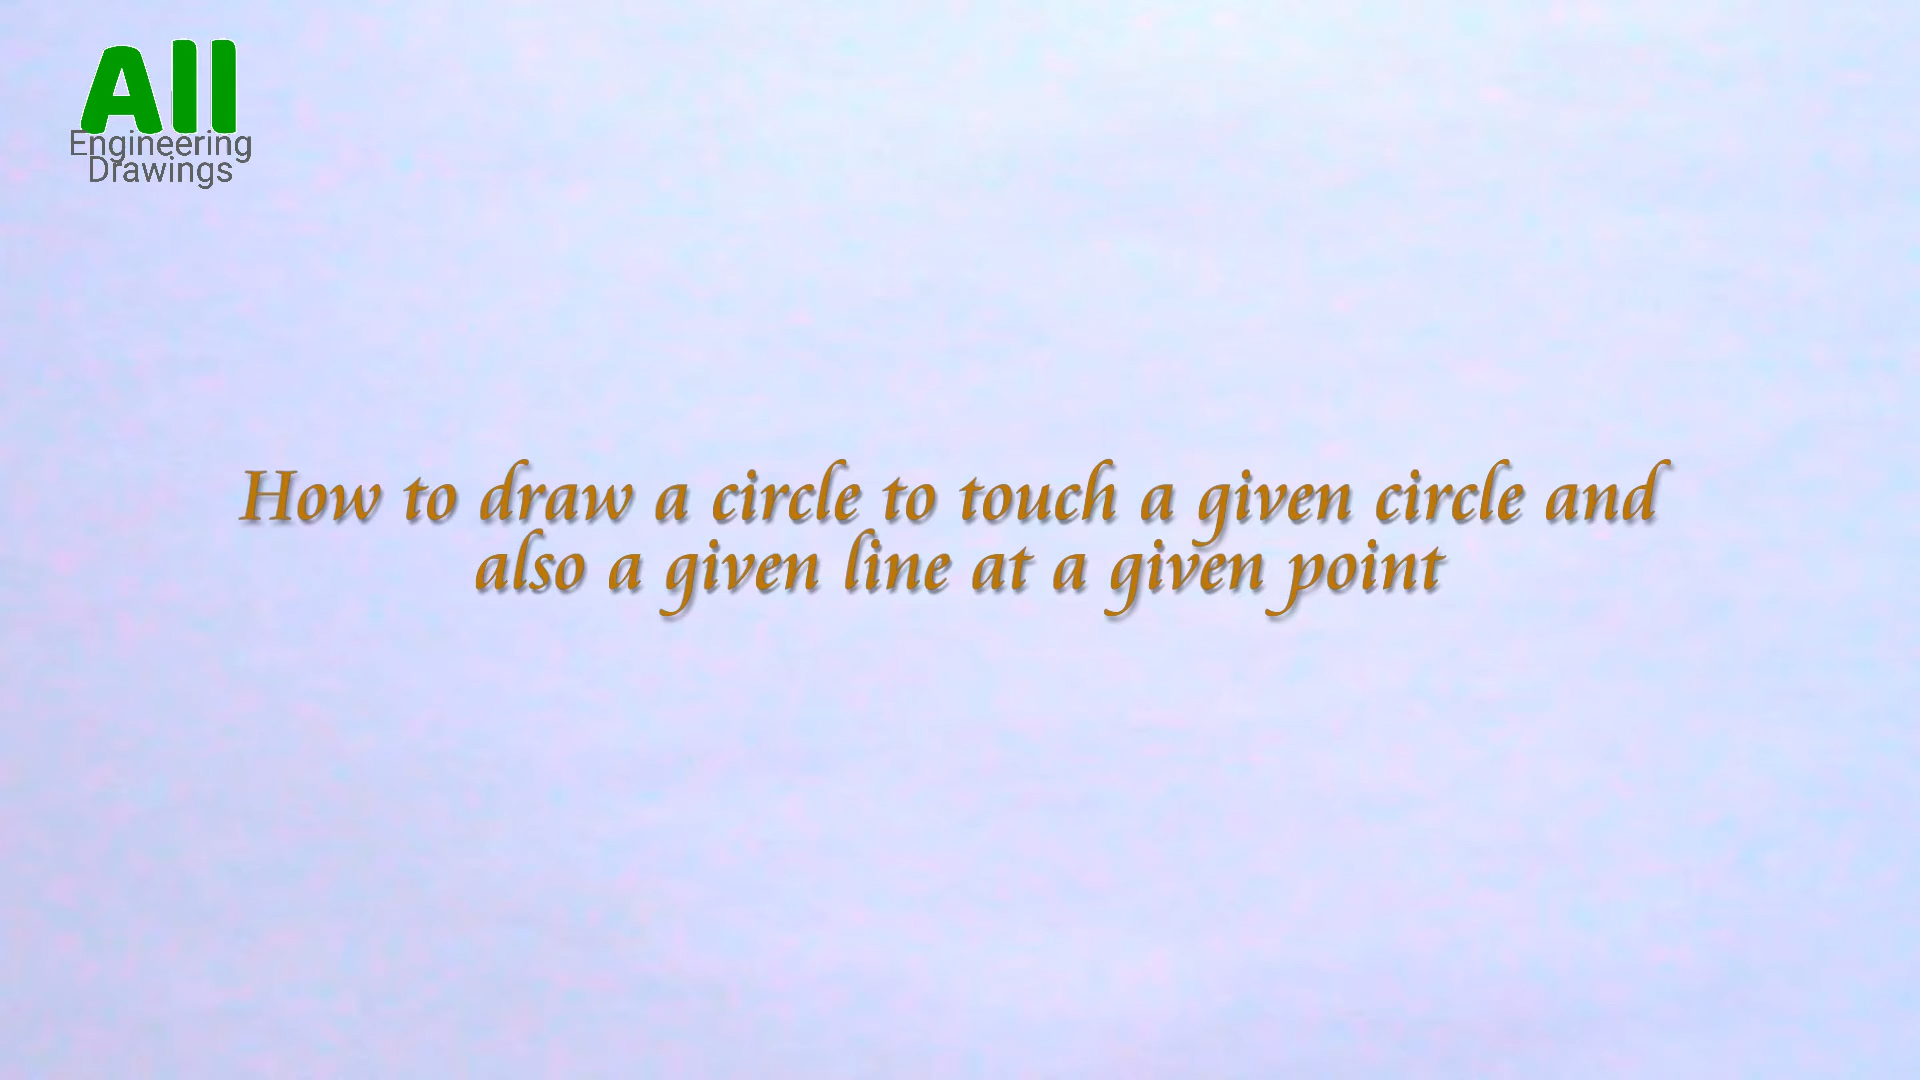 All
Engineering
Drawings
How to draw a circle to touch a given circle and
also a given line at a given point